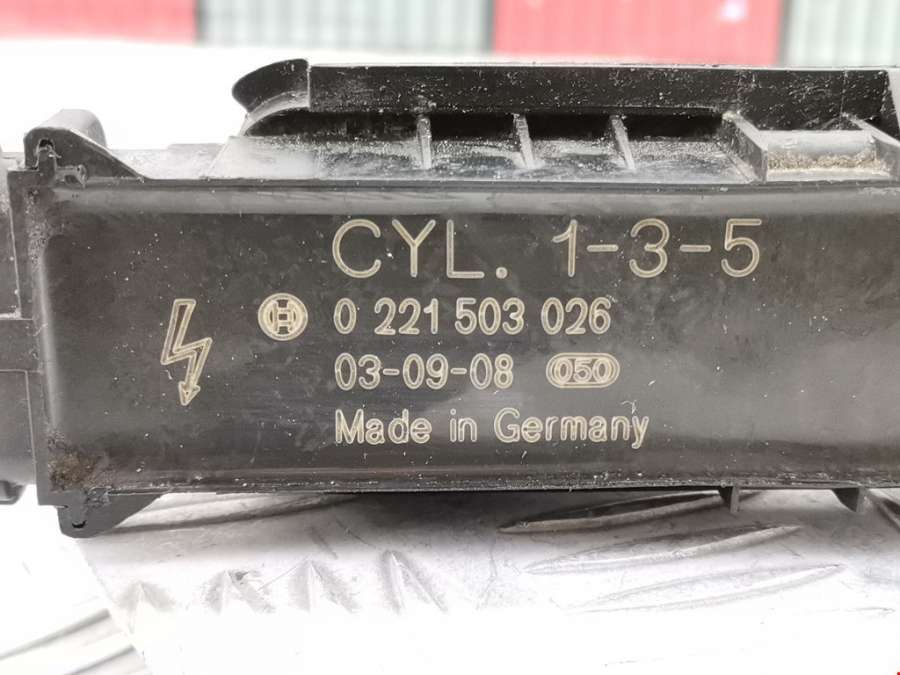 CYL. 1-3-5
0 221 503 026
03-09-08 050
Made in Germany